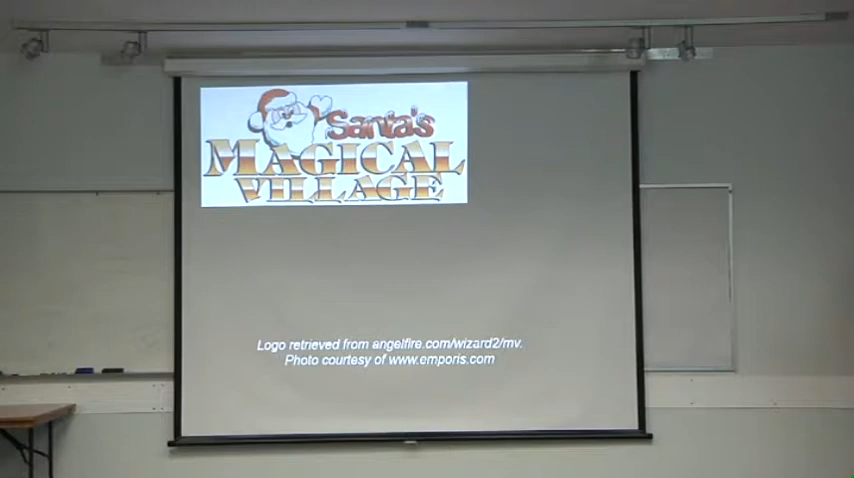 Santa's
MAGICAL
VILLAGE
Logo retrieved from angelfire.com/wizard2/mv.
Photo courtesy of www.emporis.com